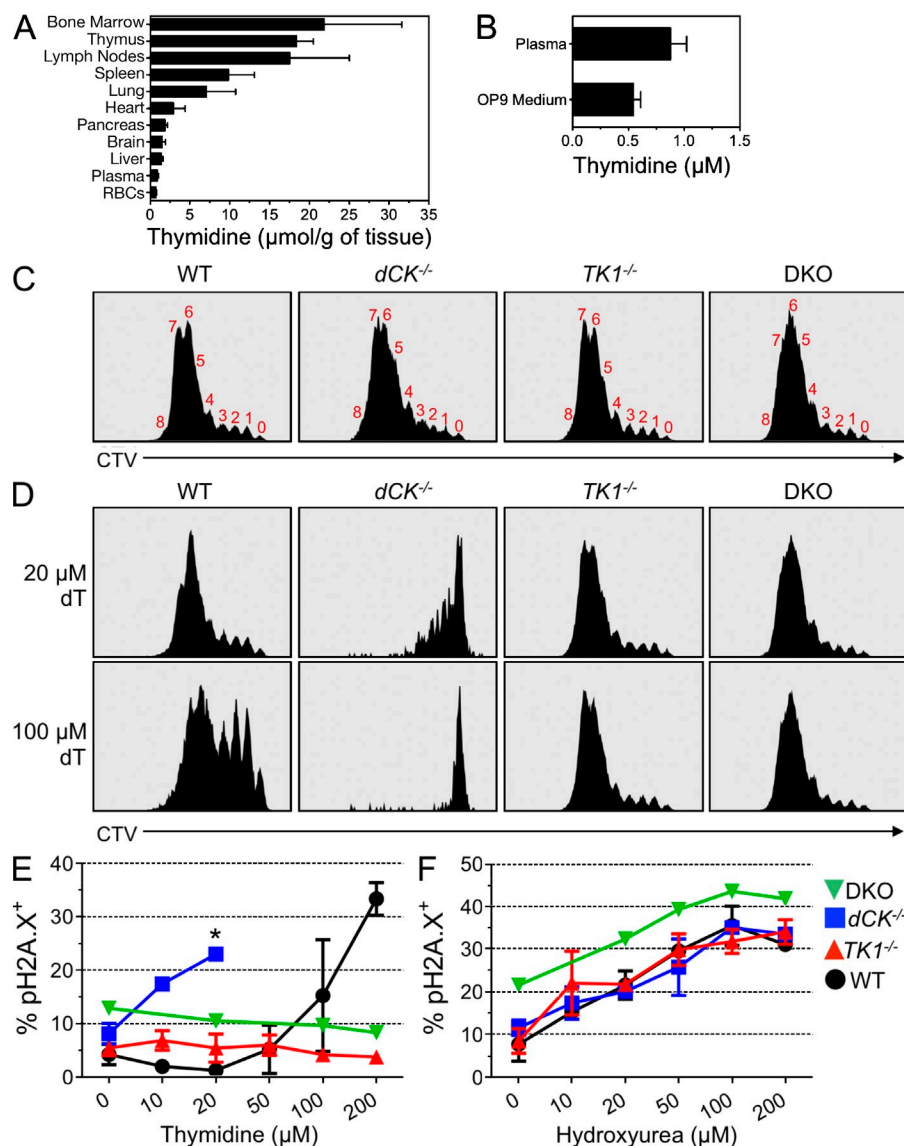 A
Bone Marrow
Thymus
Lymph Nodes
Spleen
Lung
Heart
Pancreas
Brain
Liver
Plasma
RBCs
0 5 10 15 20 25 30 35
Thymidine (µmol/g of tissue)
B
Plasma
OP9 Medium
0.0 0.5 1.0 1.5
Thymidine (µM)
C
WT dCK-/- TK1-/- DKO
8 7 6 5 4 3 2 1 0
8 7 6 5 4 3 2 1 0
8 7 6 5 4 3 2 1 0
8 7 6 5 4 3 2 1 0
CTV
D
WT dCK-/- TK1-/- DKO
20 µM
dT
100 µM
dT
CTV
E
% pH2A.X+
40
30
20
10
0
*
0 10 20 50 100 200
Thymidine (µM)
F
% pH2A.X+
50
40
30
20
10
0
0 10 20 50 100 200
Hydroxyurea (µM)
DKO
dCK-/-
TK1-/-
WT